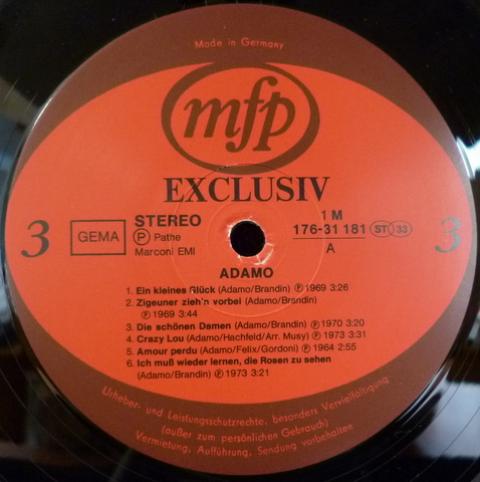 Made in Germany
mfp
EXCLUSIV
3
GEMA
STEREO
Ⓟ Pathe
Marconi EMI
1 M
176-31 181 ST 33
A
3
ADAMO
1. Ein kleines Glück (Adamo/Brandin) Ⓟ 1969 3:26
2. Zigeuner zieh'n vorbei (Adamo/Brandin)
Ⓟ 1969 3:44
3. Die schönen Damen (Adamo/Brandin) Ⓟ 1970 3:20
4. Crazy Lou (Adamo/Hachfeld/Arr. Musy) Ⓟ 1973 3:31
5. Amour perdu (Adamo/Felix/Gordoni) Ⓟ 1964 2:55
6. Ich muß wieder lernen, die Rosen zu sehen
(Adamo/Brandin) Ⓟ 1973 3:21
Urheber- und Leistungsschutzrechte, besonders Vervielfältigung
(außer zum persönlichen Gebrauch)
Vermietung, Aufführung, Sendung vorbehalten